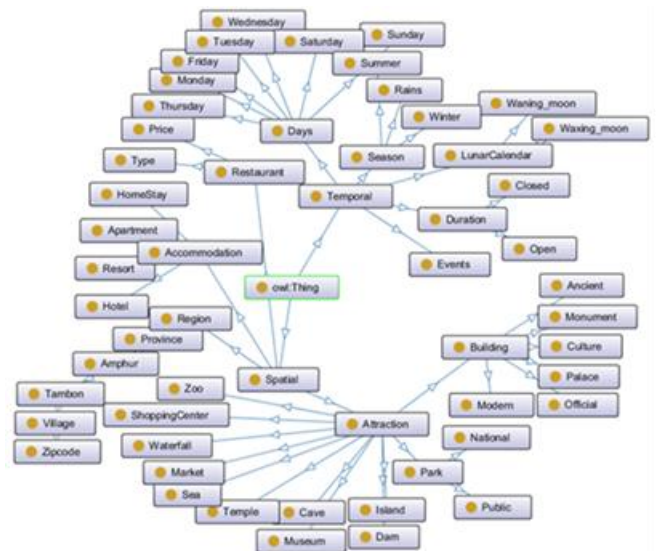 Wednesday
Tuesday
Saturday
Sunday
Friday
Summer
Monday
Rains
Thursday
Winter
Waning_moon
Price
Days
Waxing_moon
Type
Season
LunarCalendar
Restaurant
HomeStay
Temporal
Closed
Apartment
Duration
Accommodation
Open
Resort
Events
owl:Thing
Ancient
Hotel
Region
Monument
Province
Building
Culture
Amphur
Zoo
Spatial
Palace
Tambon
ShoppingCenter
Modern
Official
Village
Attraction
Waterfall
National
Zipcode
Market
Park
Sea
Public
Temple
Cave
Island
Museum
Dam